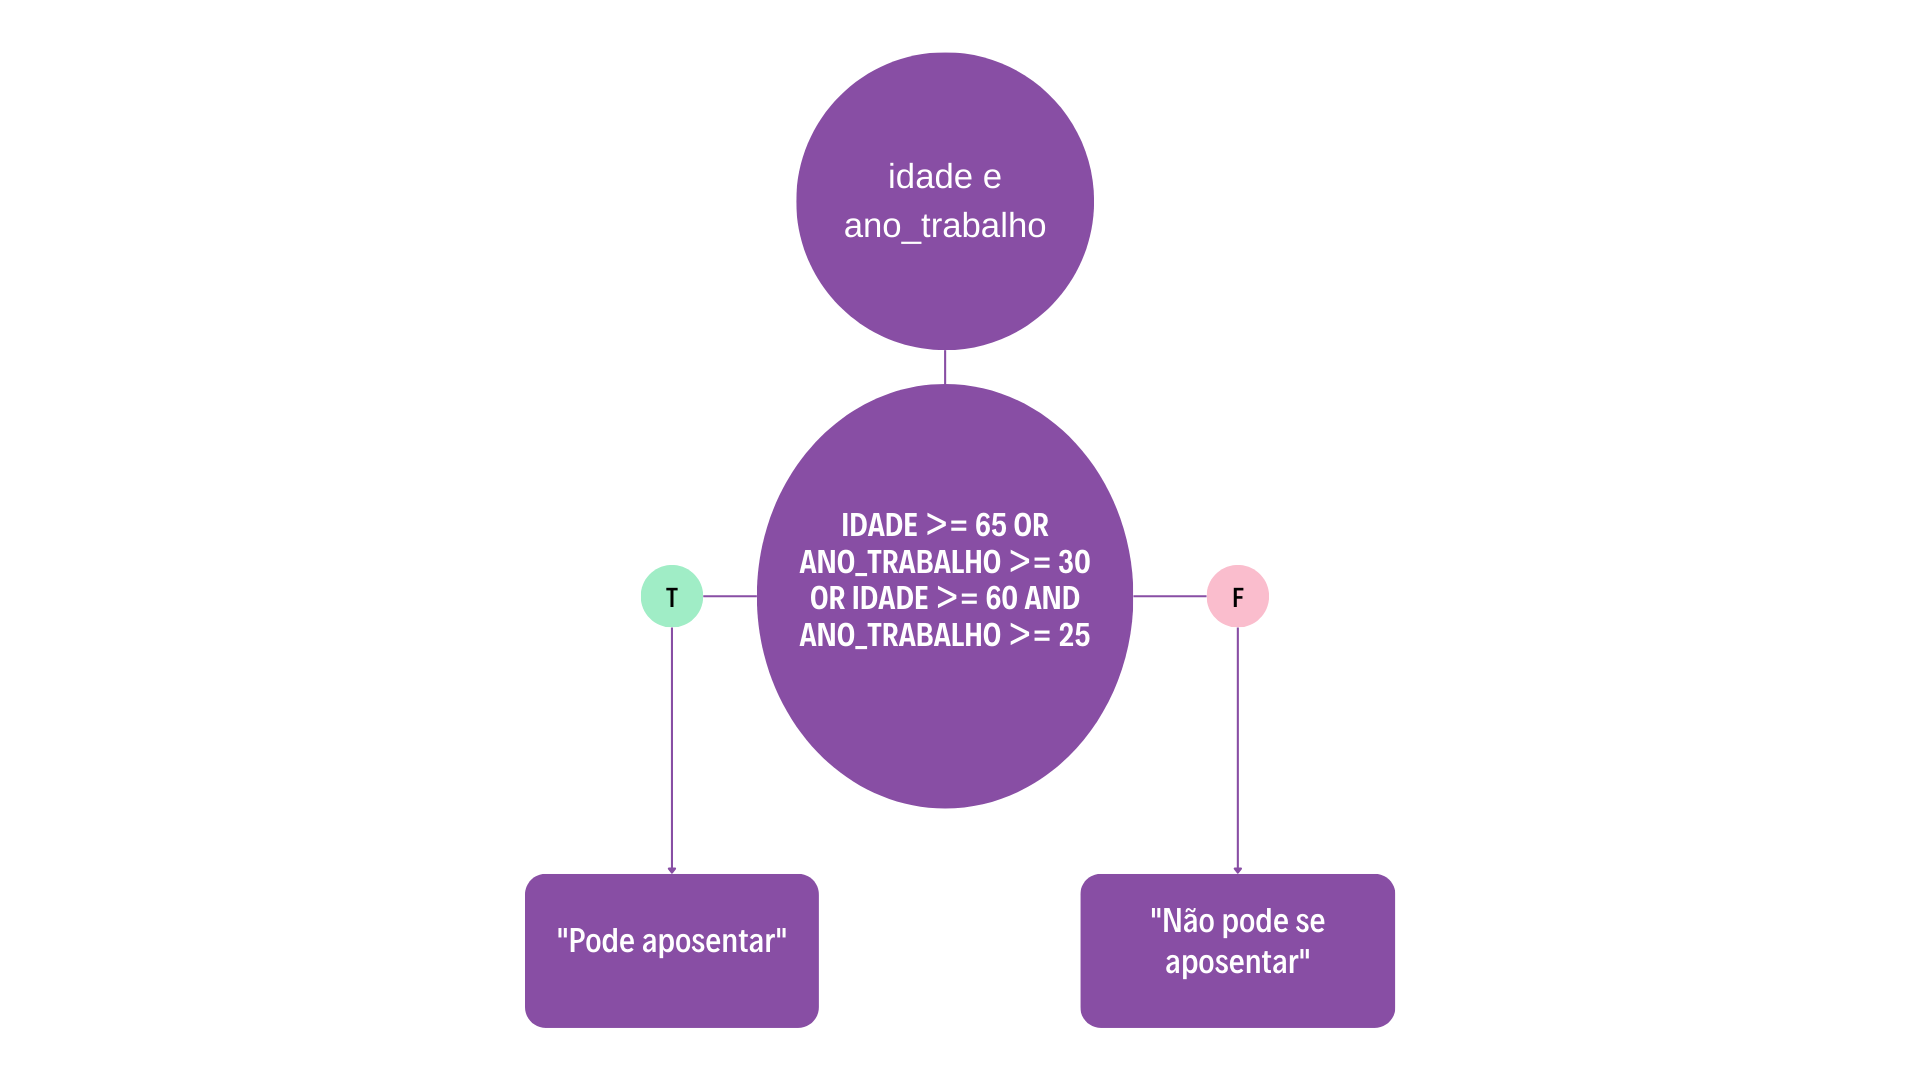 idade e
ano_trabalho
IDADE >= 65 OR
ANO_TRABALHO >= 30
OR IDADE >= 60 AND
ANO_TRABALHO >= 25
T
F
"Pode aposentar"
"Não pode se
aposentar"